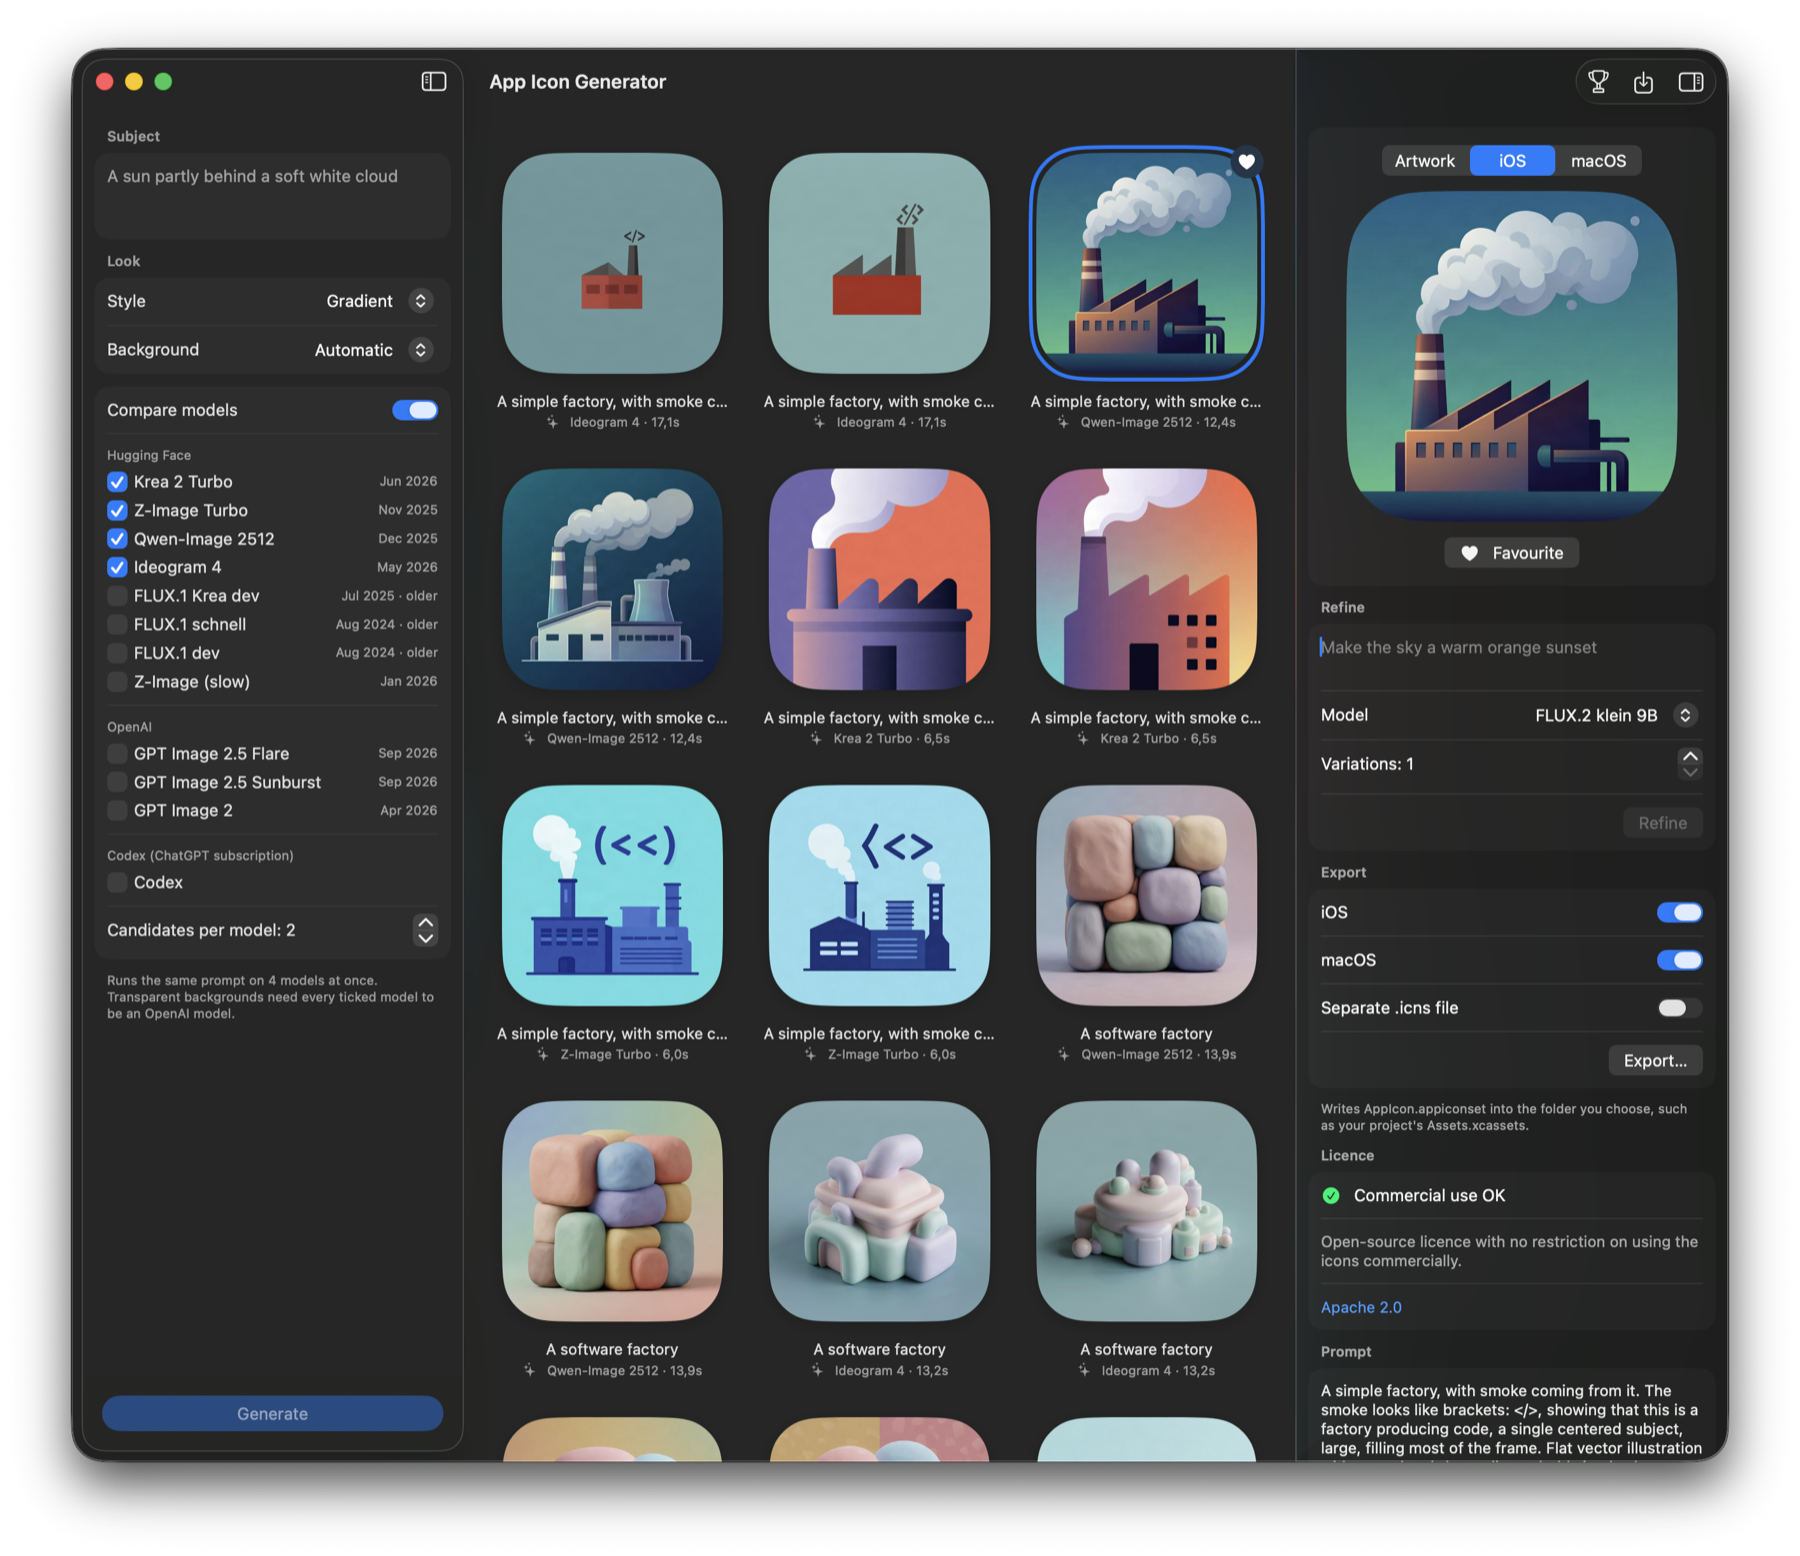 App Icon Generator
Subject
A sun partly behind a soft white cloud
Look
Style
Gradient
Background
Automatic
Compare models
Hugging Face
Krea 2 Turbo
Jun 2026
Z-Image Turbo
Nov 2025
Qwen-Image 2512
Dec 2025
Ideogram 4
May 2026
FLUX.1 Krea dev
Jul 2025 · older
FLUX.1 schnell
Aug 2024 · older
FLUX.1 dev
Aug 2024 · older
Z-Image (slow)
Jan 2026
OpenAI
GPT Image 2.5 Flare
Sep 2026
GPT Image 2.5 Sunburst
Sep 2026
GPT Image 2
Apr 2026
Codex (ChatGPT subscription)
Codex
Candidates per model: 2
Runs the same prompt on 4 models at once.
Transparent backgrounds need every ticked model to
be an OpenAI model.
Generate
</>
</>
A simple factory, with smoke c...
Ideogram 4 · 17,1s
A simple factory, with smoke c...
Ideogram 4 · 17,1s
A simple factory, with smoke c...
Qwen-Image 2512 · 12,4s
A simple factory, with smoke c...
Qwen-Image 2512 · 12,4s
A simple factory, with smoke c...
Krea 2 Turbo · 6,5s
A simple factory, with smoke c...
Krea 2 Turbo · 6,5s
(<<)
⟨<>
A simple factory, with smoke c...
Z-Image Turbo · 6,0s
A simple factory, with smoke c...
Z-Image Turbo · 6,0s
A software factory
Qwen-Image 2512 · 13,9s
A software factory
Qwen-Image 2512 · 13,9s
A software factory
Ideogram 4 · 13,2s
A software factory
Ideogram 4 · 13,2s
Artwork
iOS
macOS
Favourite
Refine
Make the sky a warm orange sunset
Model
FLUX.2 klein 9B
Variations: 1
Refine
Export
iOS
macOS
Separate .icns file
Export...
Writes AppIcon.appiconset into the folder you choose, such
as your project's Assets.xcassets.
Licence
Commercial use OK
Open-source licence with no restriction on using the
icons commercially.
Apache 2.0
Prompt
A simple factory, with smoke coming from it. The
smoke looks like brackets: </>, showing that this is a
factory producing code, a single centered subject,
large, filling most of the frame. Flat vector illustration